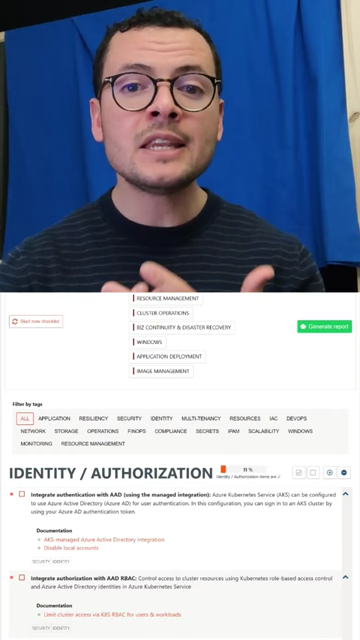 RESOURCE MANAGEMENT
CLUSTER OPERATIONS
Start new checklist
BIZ CONTINUITY & DISASTER RECOVERY
Generate report
WINDOWS
APPLICATION DEPLOYMENT
IMAGE MANAGEMENT
Filter by tags
ALL APPLICATION RESILIENCY SECURITY IDENTITY MULTI-TENANCY RESOURCES IAC DEVOPS
NETWORK STORAGE OPERATIONS FINOPS COMPLIANCE SECRETS IPAM SCALABILITY WINDOWS
MONITORING RESOURCE MANAGEMENT
IDENTITY / AUTHORIZATION
11 %
Identity / Authorization items are
Integrate authentication with AAD (using the managed integration): Azure Kubernetes Service (AKS) can be configured
to use Azure Active Directory (Azure AD) for user authentication. In this configuration, you can sign in to an AKS cluster by
using your Azure AD authentication token.
Documentation
AKS-managed Azure Active Directory integration
Disable local accounts
SECURITY IDENTITY
Integrate authorization with AAD RBAC: Control access to cluster resources using Kubernetes role-based access control
and Azure Active Directory identities in Azure Kubernetes Service
Documentation
Limit cluster access via K8S RBAC for users & workloads
SECURITY IDENTITY